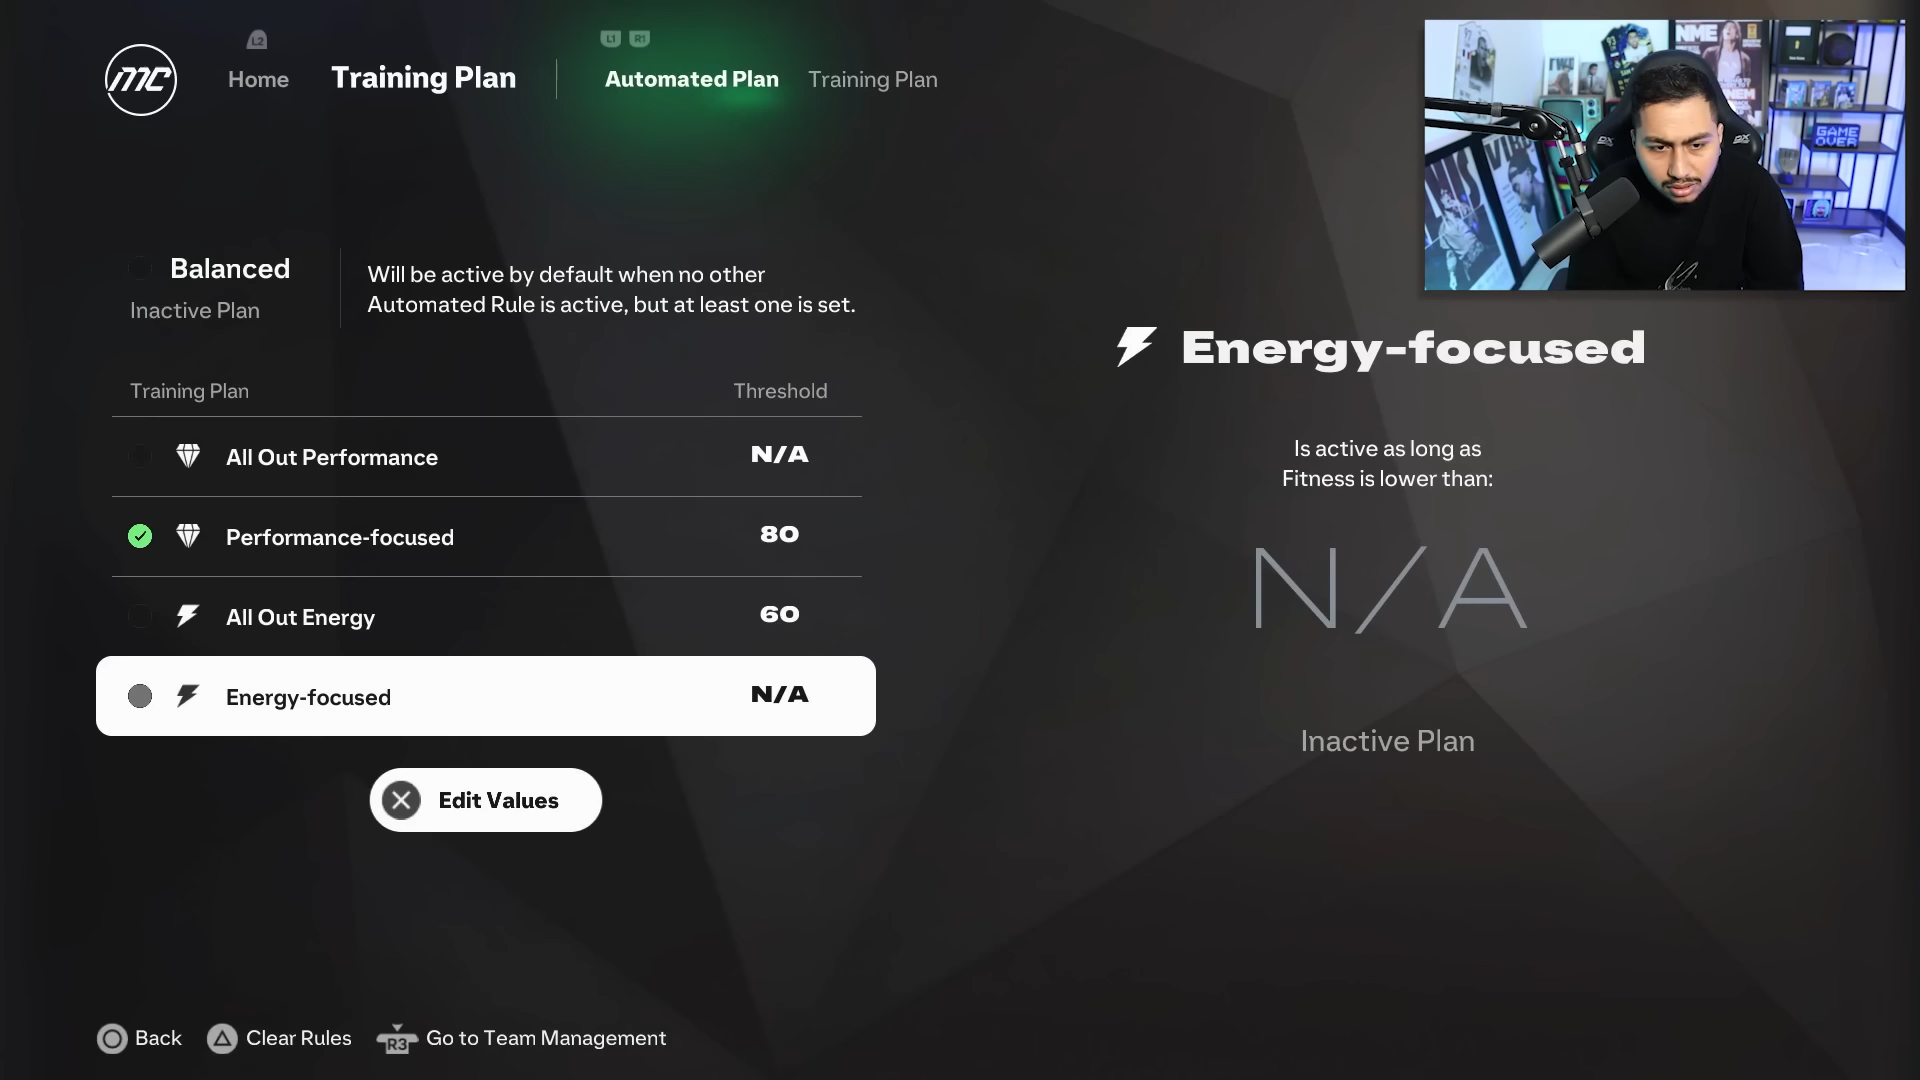 L2
L1 R1
MC
Home
Training Plan
Automated Plan
Training Plan
NME
GAME
OVER
Balanced
Inactive Plan
Will be active by default when no other
Automated Rule is active, but at least one is set.
Energy-focused
Training Plan
Threshold
Is active as long as
Fitness is lower than:
All Out Performance
N/A
Performance-focused
80
N/A
All Out Energy
60
Energy-focused
N/A
Inactive Plan
Edit Values
Back
Clear Rules
R3
Go to Team Management